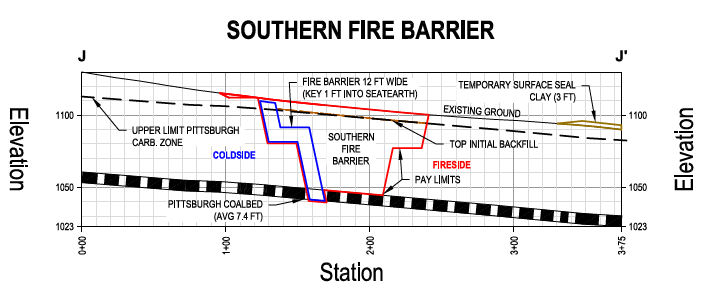 SOUTHERN FIRE BARRIER
J
J'
FIRE BARRIER 12 FT WIDE
(KEY 1 FT INTO SEATEARTH)
TEMPORARY SURFACE SEAL
CLAY (3 FT)
1100
EXISTING GROUND
1100
UPPER LIMIT PITTSBURGH
CARB. ZONE
SOUTHERN
FIRE
BARRIER
TOP INITIAL BACKFILL
COLDSIDE
FIRESIDE
PAY LIMITS
1050
1050
PITTSBURGH COALBED
(AVG 7.4 FT)
1023
1023
Elevation
Elevation
0+00
1+00
2+00
3+00
3+75
Station